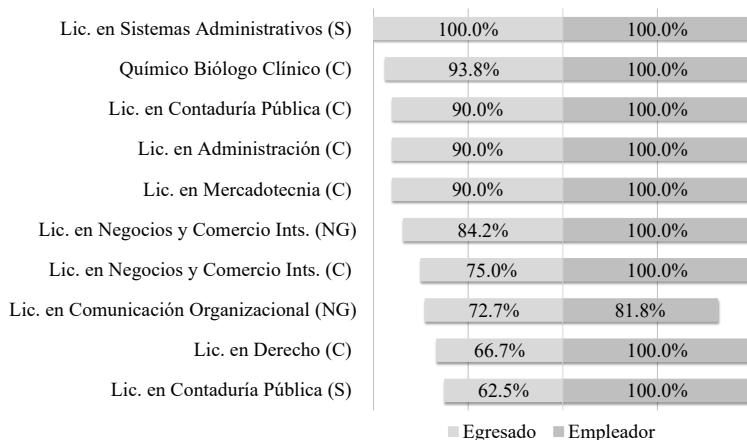 Lic. en Sistemas Administrativos (S) 100.0% 100.0%
Químico Biólogo Clínico (C) 93.8% 100.0%
Lic. en Contaduría Pública (C) 90.0% 100.0%
Lic. en Administración (C) 90.0% 100.0%
Lic. en Mercadotecnia (C) 90.0% 100.0%
Lic. en Negocios y Comercio Ints. (NG) 84.2% 100.0%
Lic. en Negocios y Comercio Ints. (C) 75.0% 100.0%
Lic. en Comunicación Organizacional (NG) 72.7% 81.8%
Lic. en Derecho (C) 66.7% 100.0%
Lic. en Contaduría Pública (S) 62.5% 100.0%
Egresado Empleador